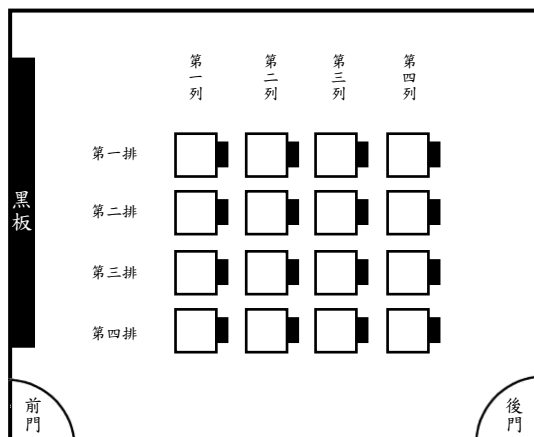 第一列
第二列
第三列
第四列
第一排
第二排
第三排
第四排
黑板
前門
後門